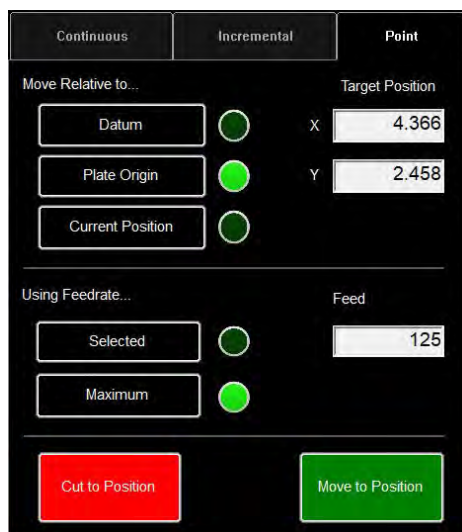 Continuous Incremental Point
Move Relative to... Target Position
Datum X 4.366
Plate Origin Y 2.458
Current Position
Using Feedrate... Feed
Selected 125
Maximum
Cut to Position Move to Position